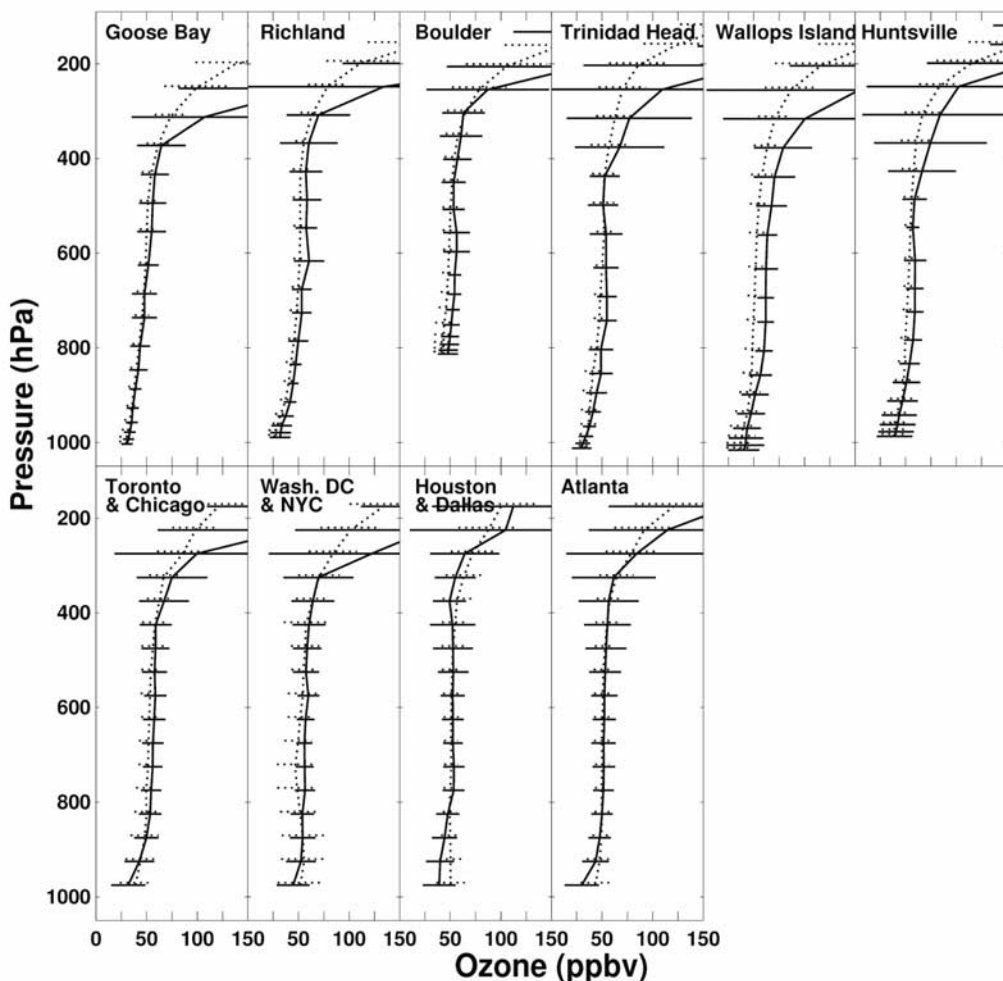 Goose Bay
Richland
Boulder
Trinidad Head
Wallops Island
Huntsville
200
400
600
800
1000
Toronto
& Chicago
Wash. DC
& NYC
Houston
& Dallas
Atlanta
200
400
600
800
1000
0 50 100 150 50 100 150 50 100 150 50 100 150
Pressure (hPa)
Ozone (ppbv)